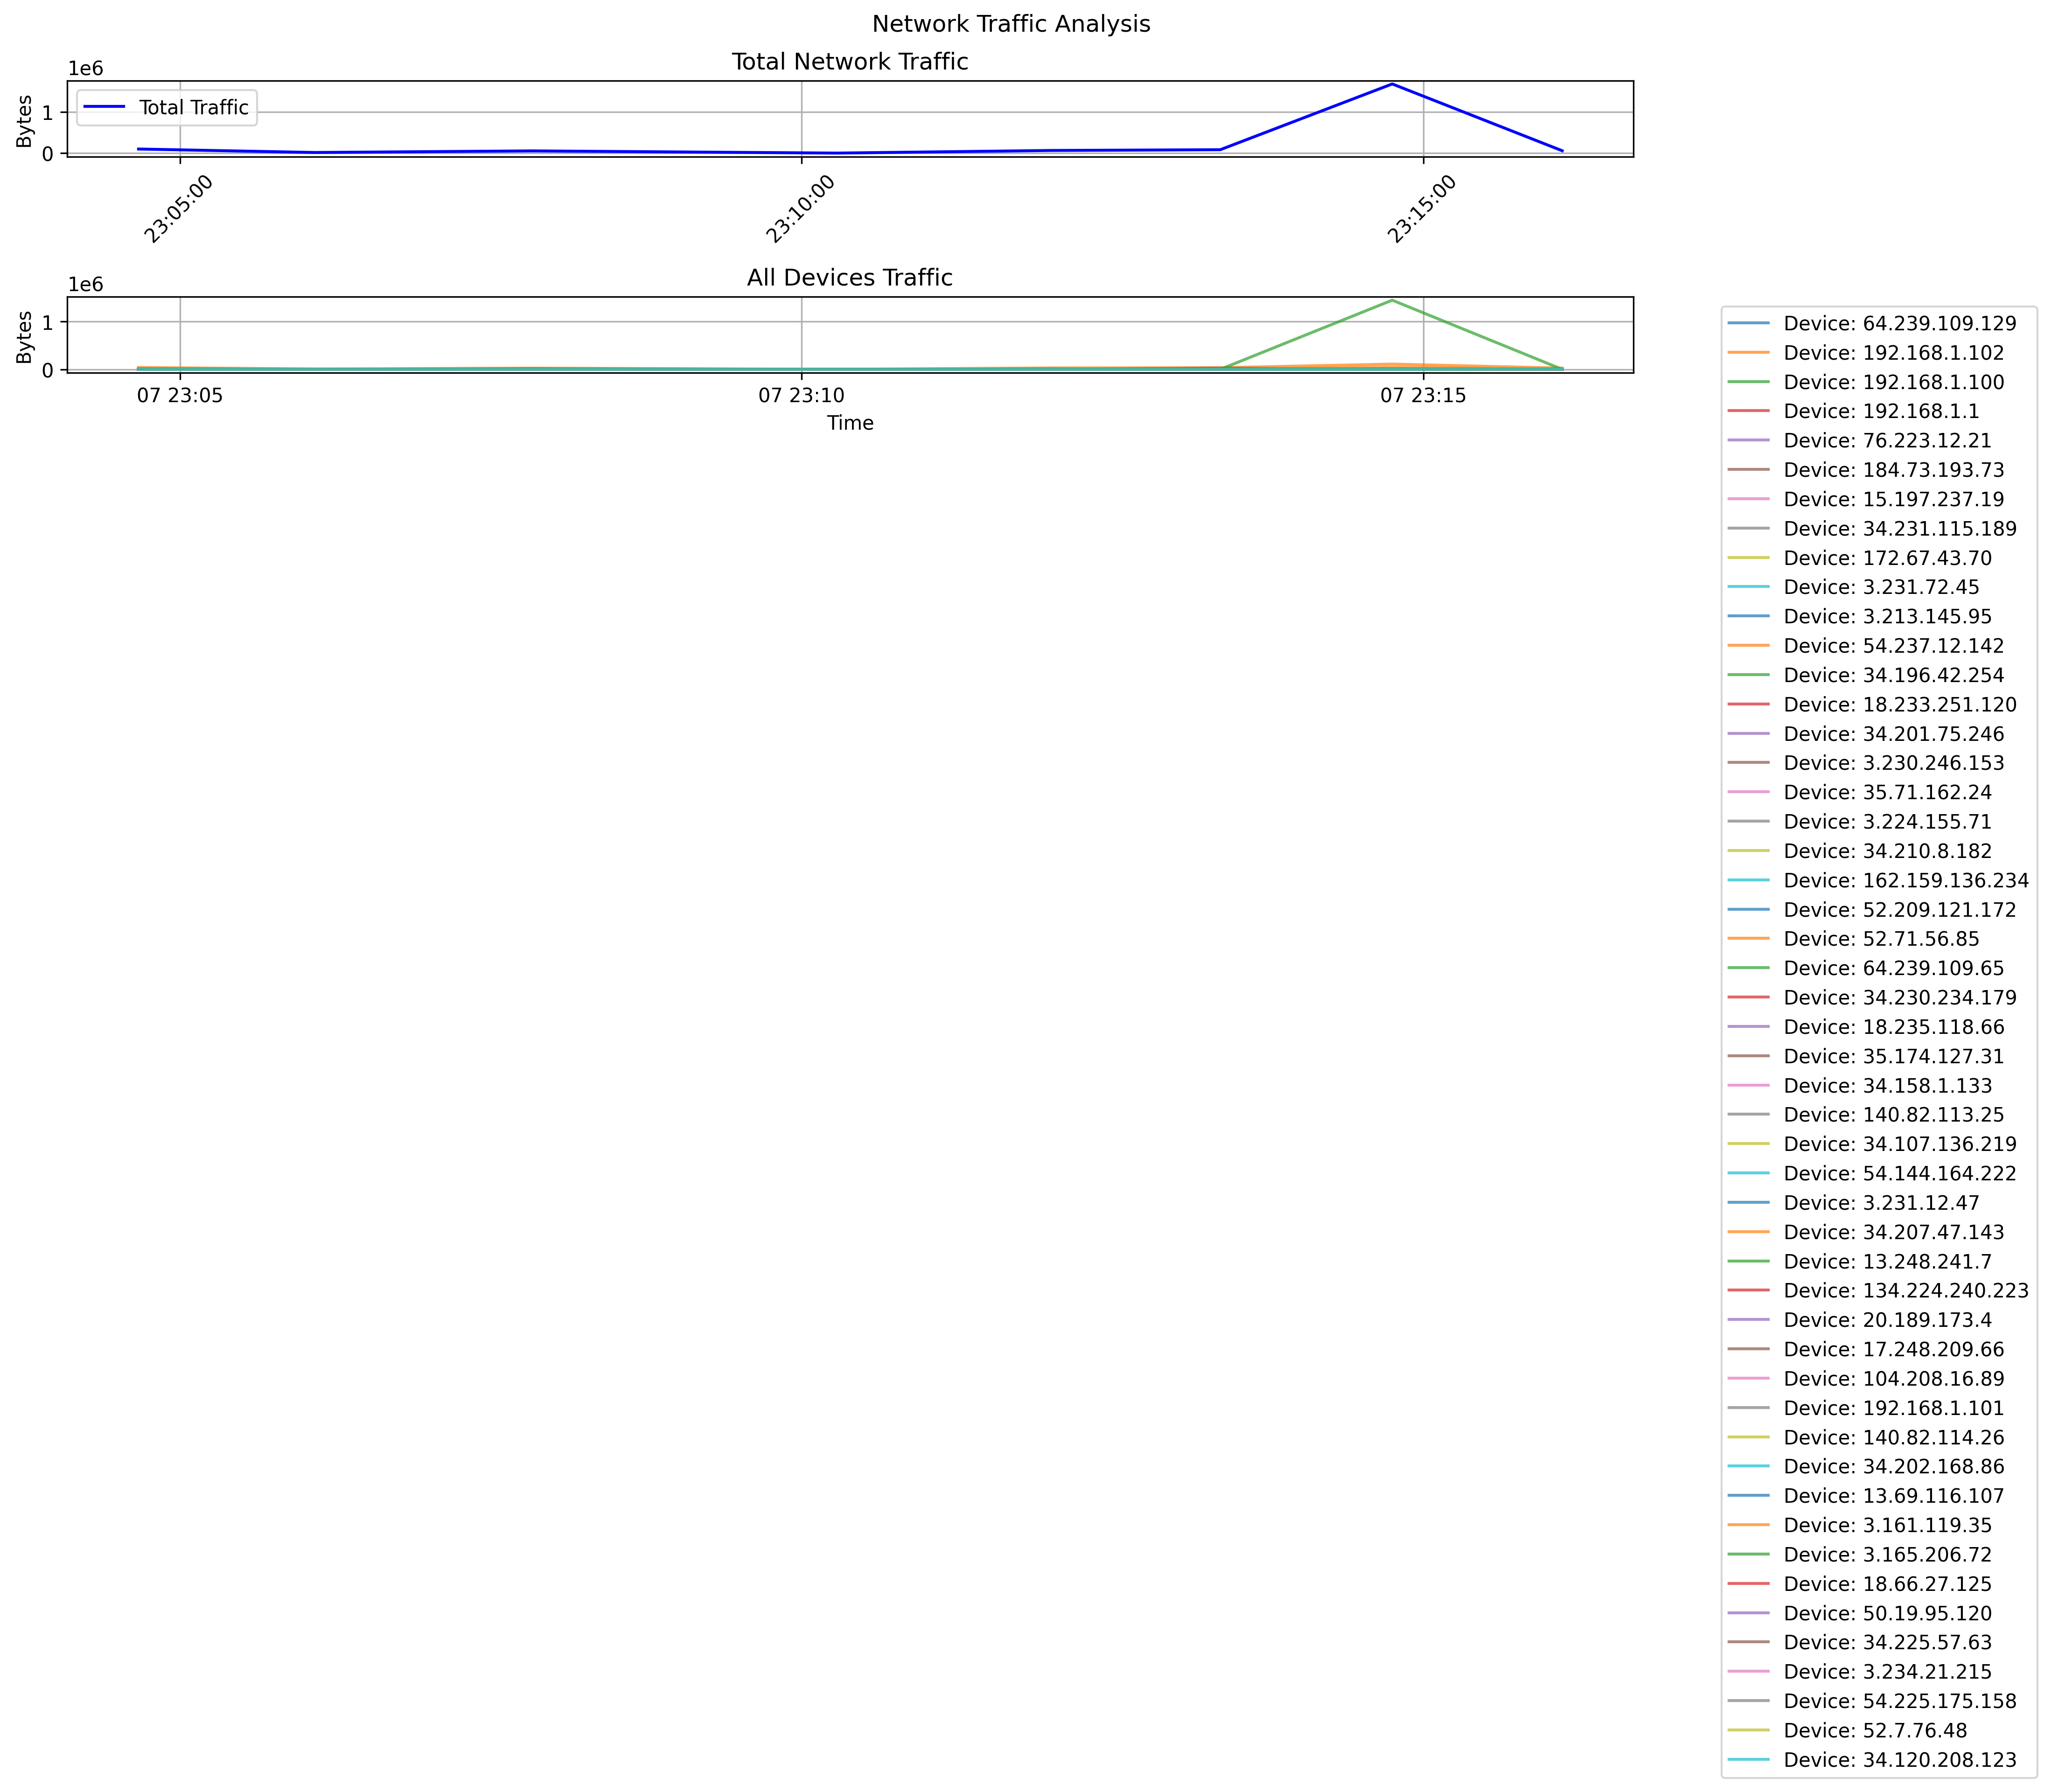 Network Traffic Analysis
Total Network Traffic
1e6
Bytes
1
0
Total Traffic
23:05:00
23:10:00
23:15:00
All Devices Traffic
1e6
Bytes
1
0
07 23:05
07 23:10
07 23:15
Time
Device: 64.239.109.129
Device: 192.168.1.102
Device: 192.168.1.100
Device: 192.168.1.1
Device: 76.223.12.21
Device: 184.73.193.73
Device: 15.197.237.19
Device: 34.231.115.189
Device: 172.67.43.70
Device: 3.231.72.45
Device: 3.213.145.95
Device: 54.237.12.142
Device: 34.196.42.254
Device: 18.233.251.120
Device: 34.201.75.246
Device: 3.230.246.153
Device: 35.71.162.24
Device: 3.224.155.71
Device: 34.210.8.182
Device: 162.159.136.234
Device: 52.209.121.172
Device: 52.71.56.85
Device: 64.239.109.65
Device: 34.230.234.179
Device: 18.235.118.66
Device: 35.174.127.31
Device: 34.158.1.133
Device: 140.82.113.25
Device: 34.107.136.219
Device: 54.144.164.222
Device: 3.231.12.47
Device: 34.207.47.143
Device: 13.248.241.7
Device: 134.224.240.223
Device: 20.189.173.4
Device: 17.248.209.66
Device: 104.208.16.89
Device: 192.168.1.101
Device: 140.82.114.26
Device: 34.202.168.86
Device: 13.69.116.107
Device: 3.161.119.35
Device: 3.165.206.72
Device: 18.66.27.125
Device: 50.19.95.120
Device: 34.225.57.63
Device: 3.234.21.215
Device: 54.225.175.158
Device: 52.7.76.48
Device: 34.120.208.123